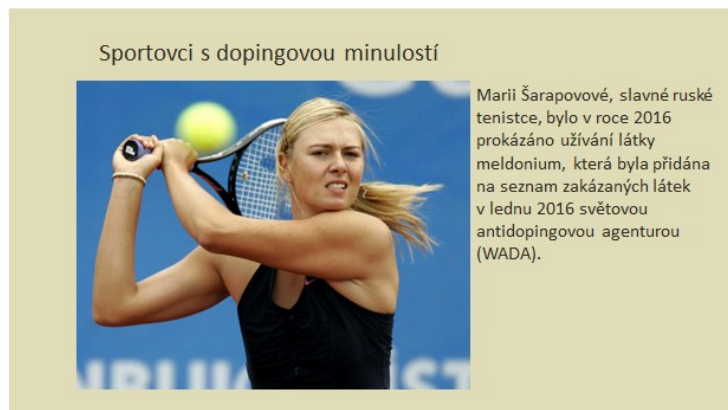 Sportovci s dopingovou minulostí
Marii Šarapovové, slavné ruské
tenistce, bylo v roce 2016
prokázáno užívání látky
meldonium, která byla přidána
na seznam zakázaných látek
v lednu 2016 světovou
antidopingovou agenturou
(WADA).